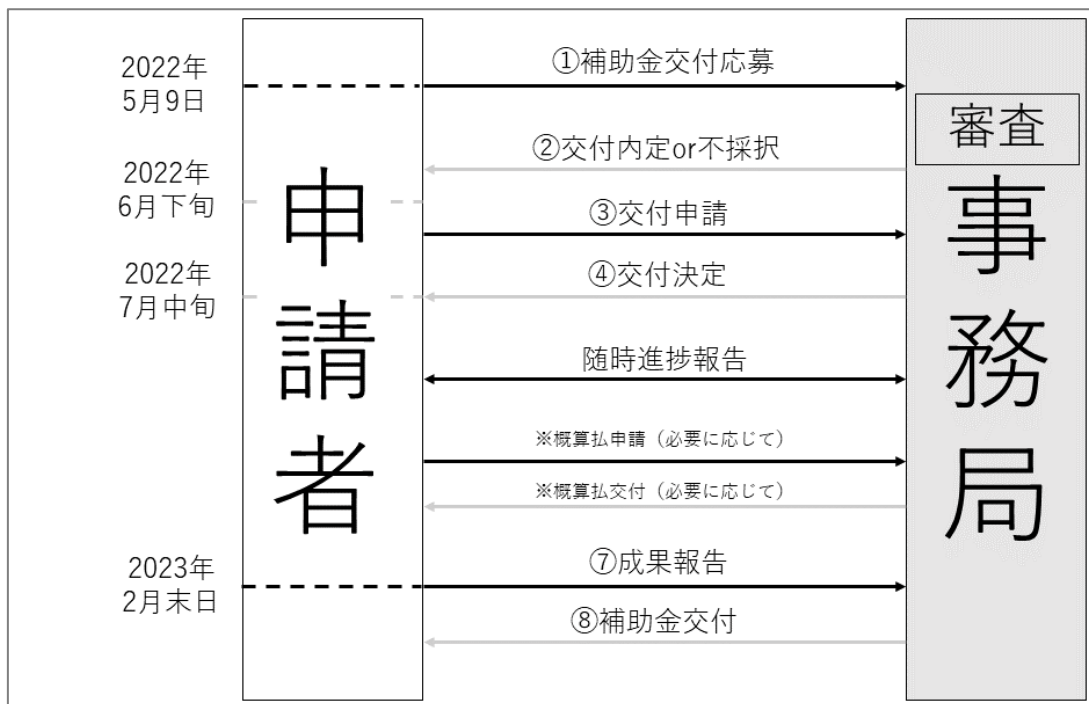 2022年
5月9日
①補助金交付応募
審査
②交付内定or不採択
2022年
6月下旬
③交付申請
2022年
7月中旬
④交付決定
随時進捗報告
※概算払申請（必要に応じて）
※概算払交付（必要に応じて）
2023年
2月末日
⑦成果報告
⑧補助金交付
申請者
事務局